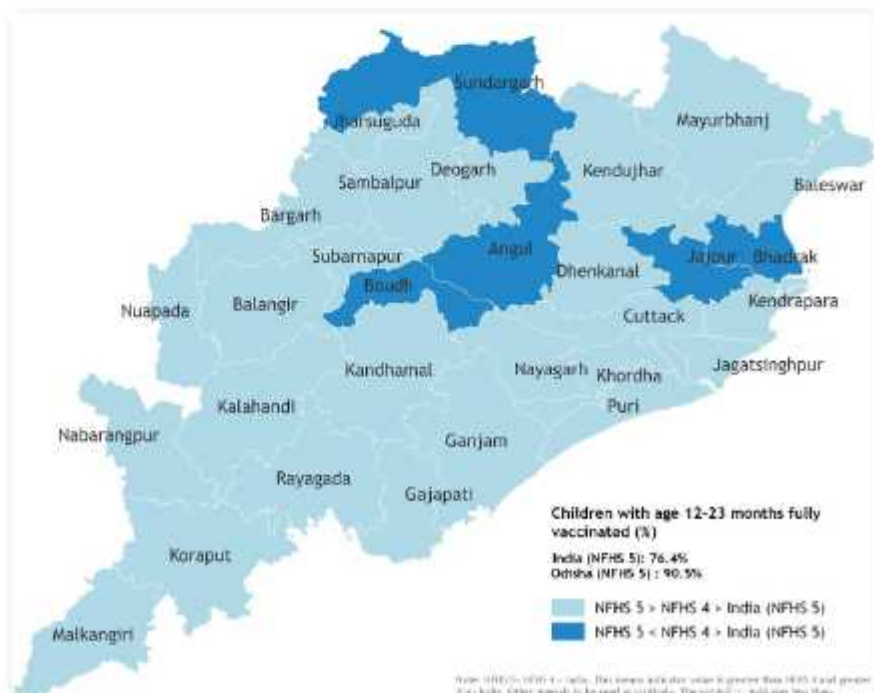 Sundargarh
Jharsuguda
Mayurbhanj
Deogarh
Kendujhar
Sambalpur
Baleswar
Bargarh
Subarnapur
Angul
Jajpur
Bhadrak
Boudh
Dhenkanal
Nuapada
Balangir
Kendrapara
Cuttack
Kandhamal
Nayagarh
Khordha
Jagatsinghpur
Kalahandi
Puri
Nabarangpur
Ganjam
Rayagada
Gajapati
Koraput
Malkangiri
Children with age 12-23 months fully
vaccinated (%)
India (NFHS 5): 76.4%
Odisha (NFHS 5) : 90.5%
NFHS 5 > NFHS 4 > India (NFHS 5)
NFHS 5 < NFHS 4 > India (NFHS 5)